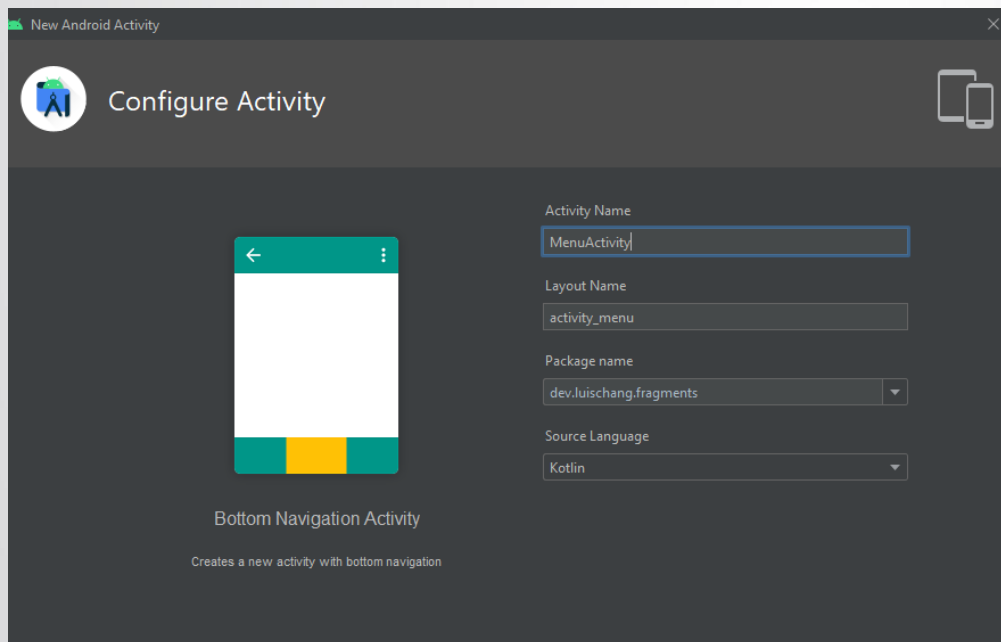 New Android Activity
Configure Activity
Activity Name
MenuActivity
Layout Name
activity_menu
Package name
dev.luischang.fragments
Source Language
Kotlin
Bottom Navigation Activity
Creates a new activity with bottom navigation